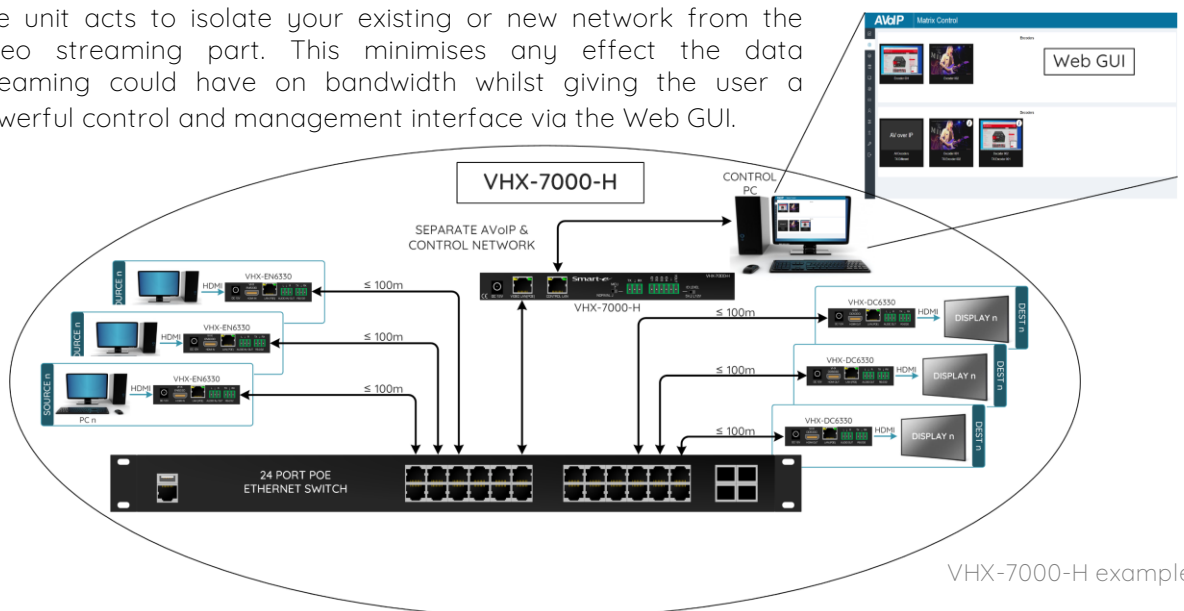 unit acts to isolate your existing or new network from the
streaming part. This minimises any effect the data
could have on bandwidth whilst giving the user a
control and management interface via the Web GUI.
AVoIP Matrix Control
Web GUI
AV over IP
VHX-7000-H
CONTROL
PC
SEPARATE AVoIP &
CONTROL NETWORK
Smart-e
VHX-7000-H
VHX-7000-H
SOURCE n
HDMI
VHX-EN6330
≤ 100m
SOURCE n
HDMI
VHX-EN6330
≤ 100m
SOURCE n
PC n
HDMI
VHX-EN6330
≤ 100m
≤ 100m
VHX-DC6330
HDMI
DISPLAY n
DEST n
≤ 100m
VHX-DC6330
HDMI
DISPLAY n
DEST n
≤ 100m
VHX-DC6330
HDMI
DISPLAY n
DEST n
24 PORT POE
ETHERNET SWITCH
VHX-7000-H example